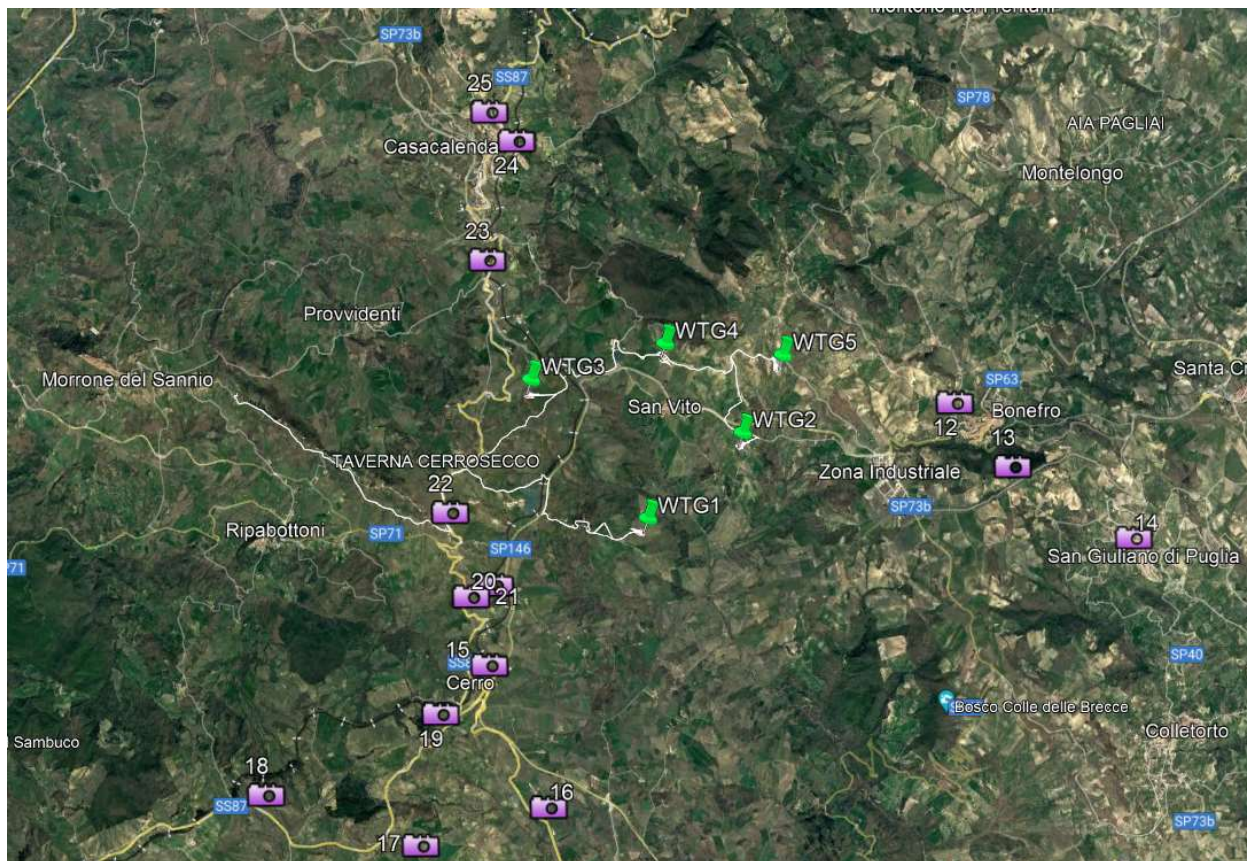 SP73b
SS87
25
SP78
AIA PAGLIAI
Casacalenda
24
Montelongo
23
Provvidenti
WTG4
WTG5
WTG3
Morrone del Sannio
SP63
Santa
San Vito
WTG2
12
Bonefro
13
TAVERNA CERROSECCO
Zona Industriale
22
WTG1
SP73b
Ripabottoni
SP71
14
SP146
San Giuliano di Puglia
P71
20
21
15
SS8
SP40
Cerro
Bosco Colle delle Brecce
19
Colletorto
Sambuco
18
SS87
16
SP73b
17